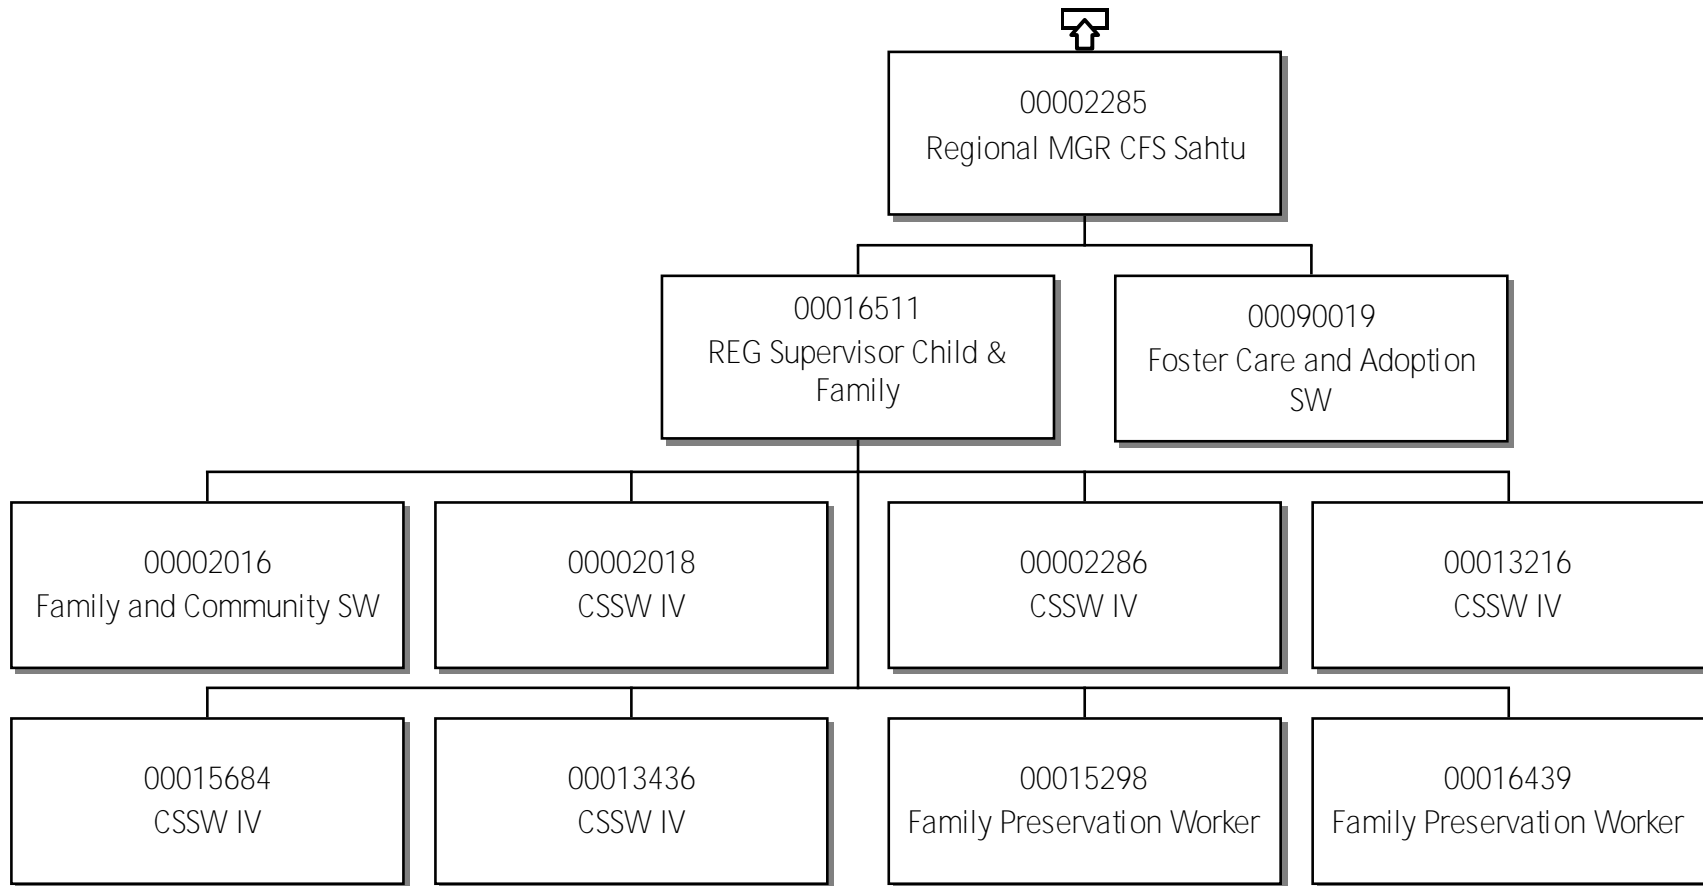 00002285
Regional MGR CFS Sahtu
00016511
REG Supervisor Child &
Family
00090019
Foster Care and Adoption
SW
00002016
Family and Community SW
00002018
CSSW IV
00002286
CSSW IV
00013216
CSSW IV
00015684
CSSW IV
00013436
CSSW IV
00015298
Family Preservation Worker
00016439
Family Preservation Worker